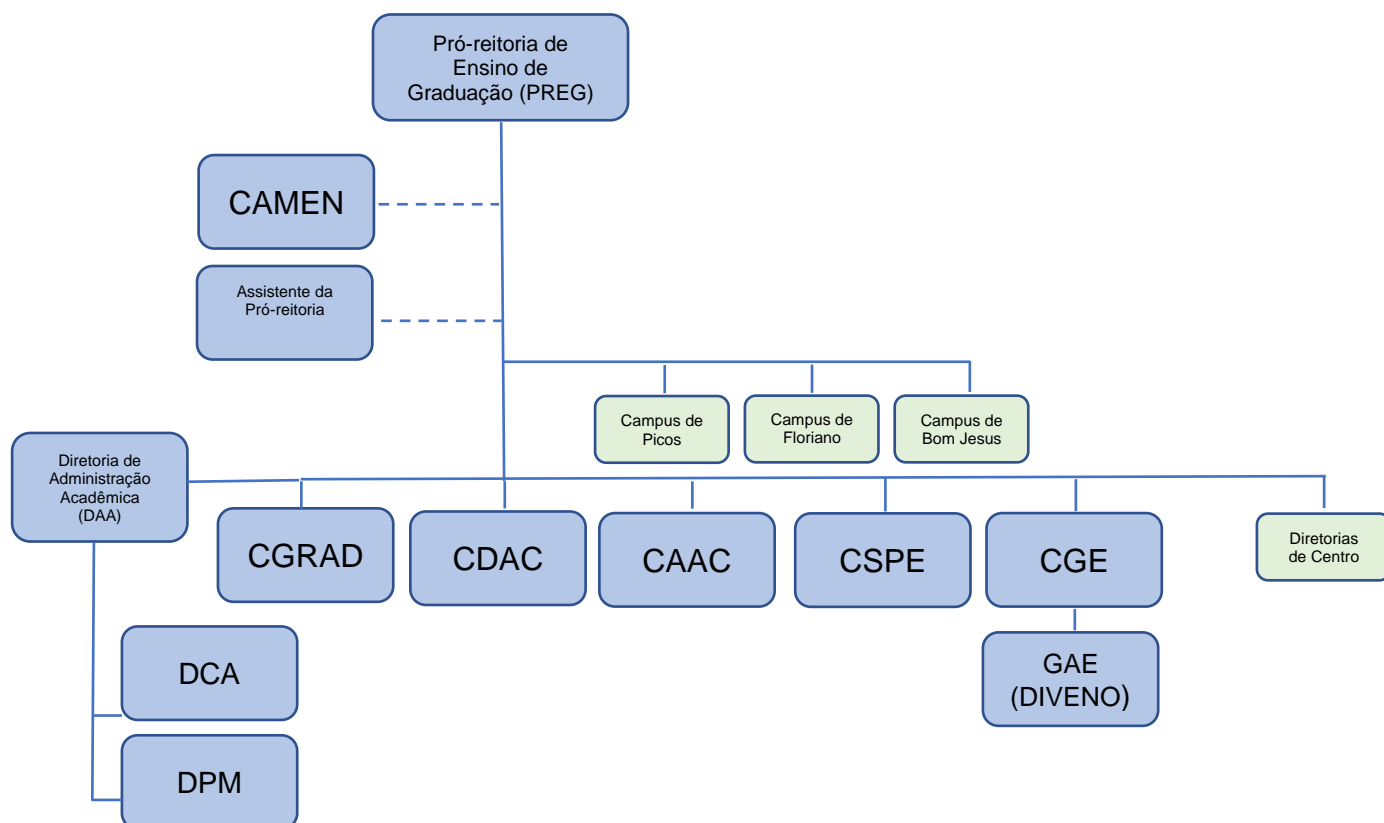 Pró-reitoria de
Ensino de
Graduação (PREG)
CAMEN
Assistente da
Pró-reitoria
Campus de
Picos
Campus de
Floriano
Campus de
Bom Jesus
Diretoria de
Administração
Acadêmica
(DAA)
CGRAD
CDAC
CAAC
CSPE
CGE
Diretorias
de Centro
DCA
GAE
(DIVENO)
DPM